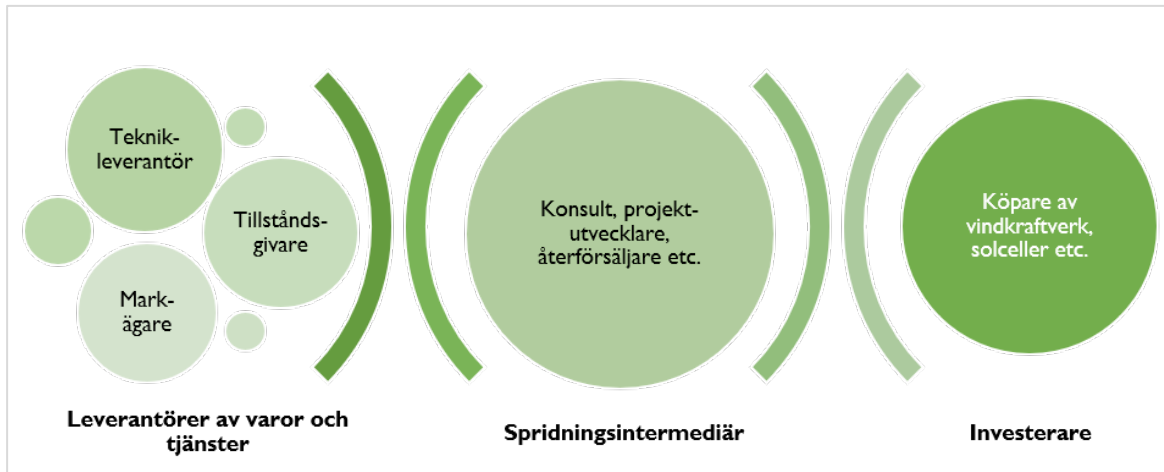 Teknik-
leverantör
Tillstånds-
givare
Mark-
ägare
Konsult, projekt-
utvecklare,
återförsäljare etc.
Köpare av
vindkraftverk,
solceller etc.
Leverantörer av varor och
tjänster
Spridningsintermediär
Investerare